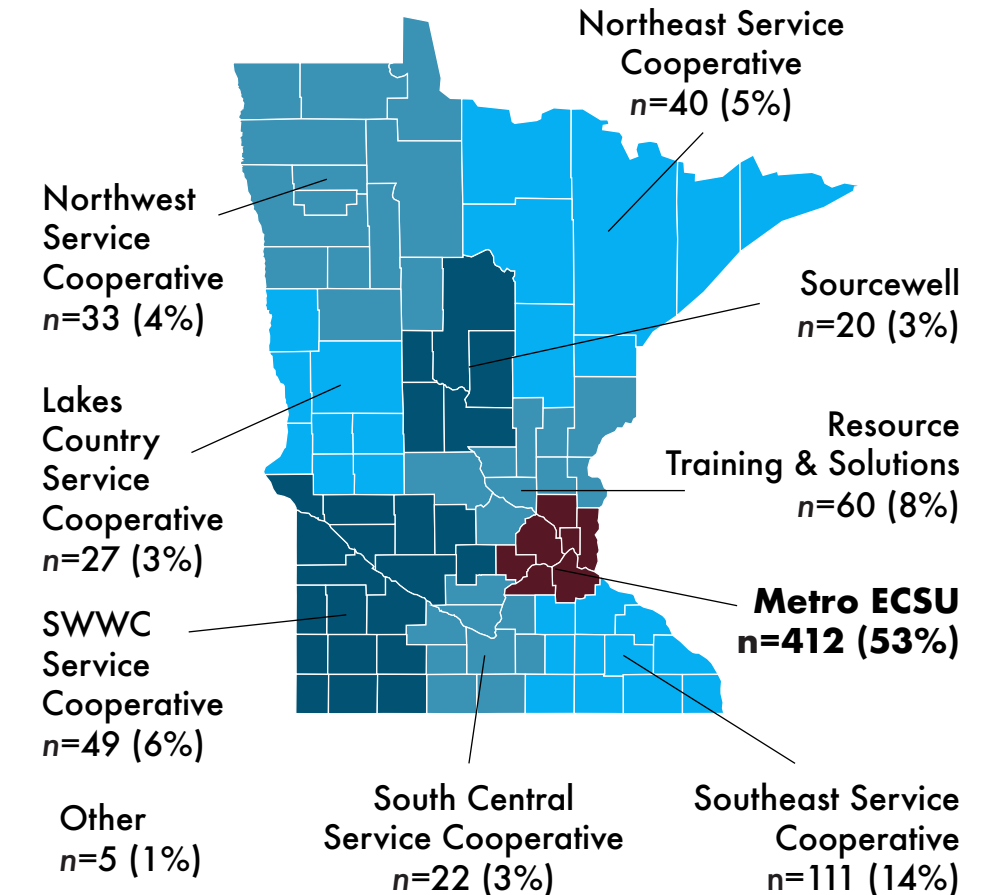 Northeast Service
Cooperative
n=40 (5%)
Northwest
Service
Cooperative
n=33 (4%)
Sourcewell
n=20 (3%)
Lakes
Country
Service
Cooperative
n=27 (3%)
Resource
Training & Solutions
n=60 (8%)
Metro ECSU
n=412 (53%)
SWWC
Service
Cooperative
n=49 (6%)
Other
n=5 (1%)
South Central
Service Cooperative
n=22 (3%)
Southeast Service
Cooperative
n=111 (14%)